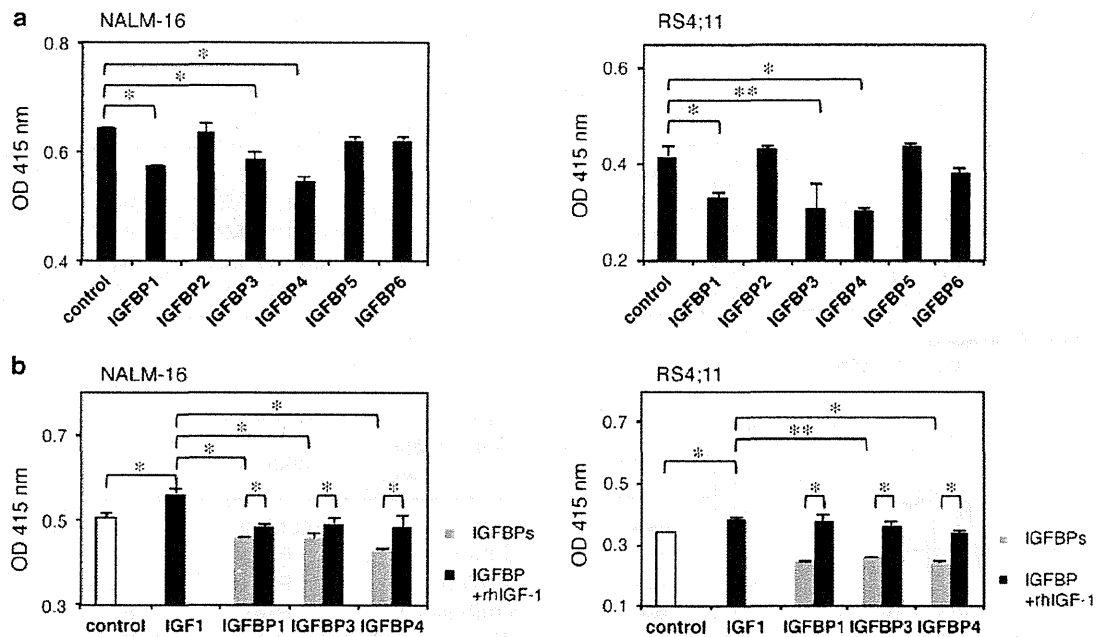 a
NALM-16
RS4;11
OD 415 nm
0.8
0.6
0.4
*
*
*
control
IGFBP1
IGFBP2
IGFBP3
IGFBP4
IGFBP5
IGFBP6
OD 415 nm
0.6
0.4
0.2
*
**
*
control
IGFBP1
IGFBP2
IGFBP3
IGFBP4
IGFBP5
IGFBP6
b
NALM-16
RS4;11
OD 415 nm
0.7
0.5
0.3
*
*
*
*
*
*
*
control IGF1 IGFBP1 IGFBP3 IGFBP4
IGFBPs
IGFBP
+rhIGF-1
OD 415 nm
0.7
0.5
0.3
0.1
*
**
*
*
*
*
control IGF1 IGFBP1 IGFBP3 IGFBP4
IGFBPs
IGFBP
+rhIGF-1